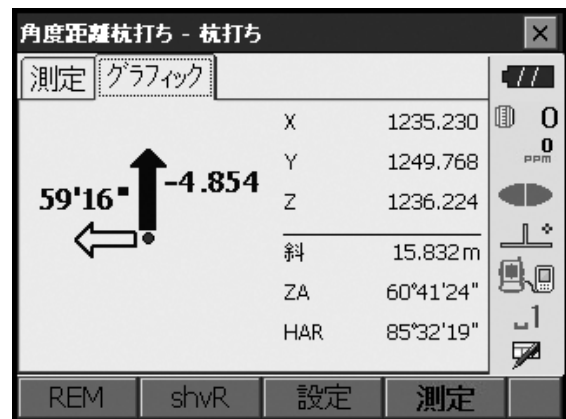 角度距離杭打ち - 杭打ち
測定 グラフィック
X 1235.230
Y 1249.768
Z 1236.224
斜 15.832m
ZA 60°41'24"
HAR 85°32'19"
59'16" -4.854
0
0
PPM
1
REM shvR 設定 測定